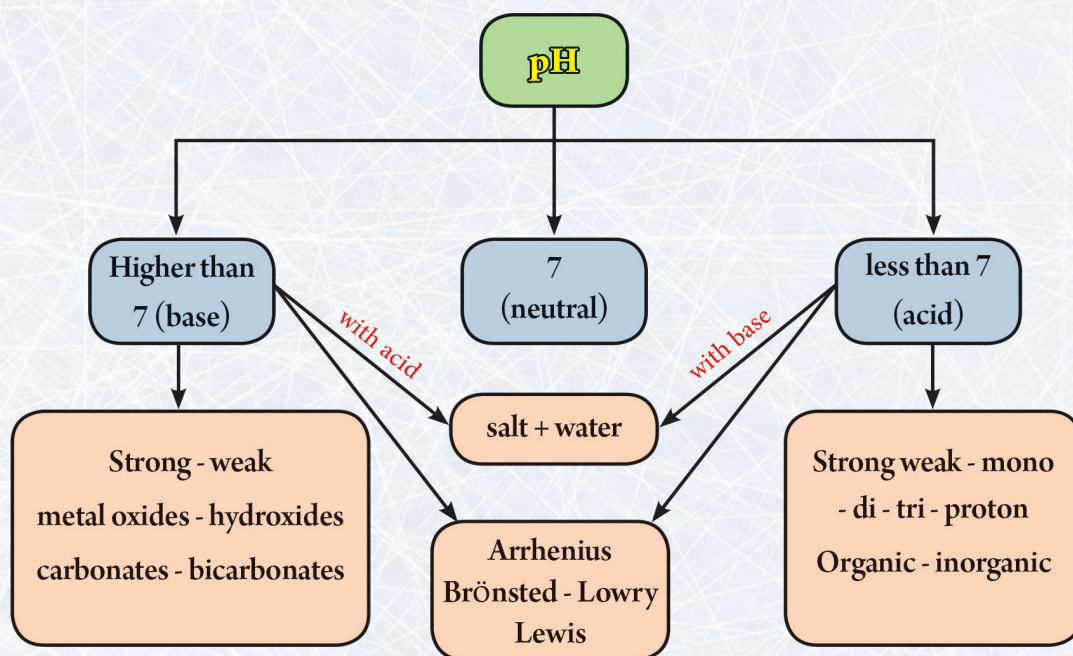 pH
Higher than
7 (base)
7
(neutral)
less than 7
(acid)
with acid
with base
salt + water
Strong - weak
metal oxides - hydroxides
carbonates - bicarbonates
Arrhenius
BrÖnsted - Lowry
Lewis
Strong weak - mono
- di - tri - proton
Organic - inorganic